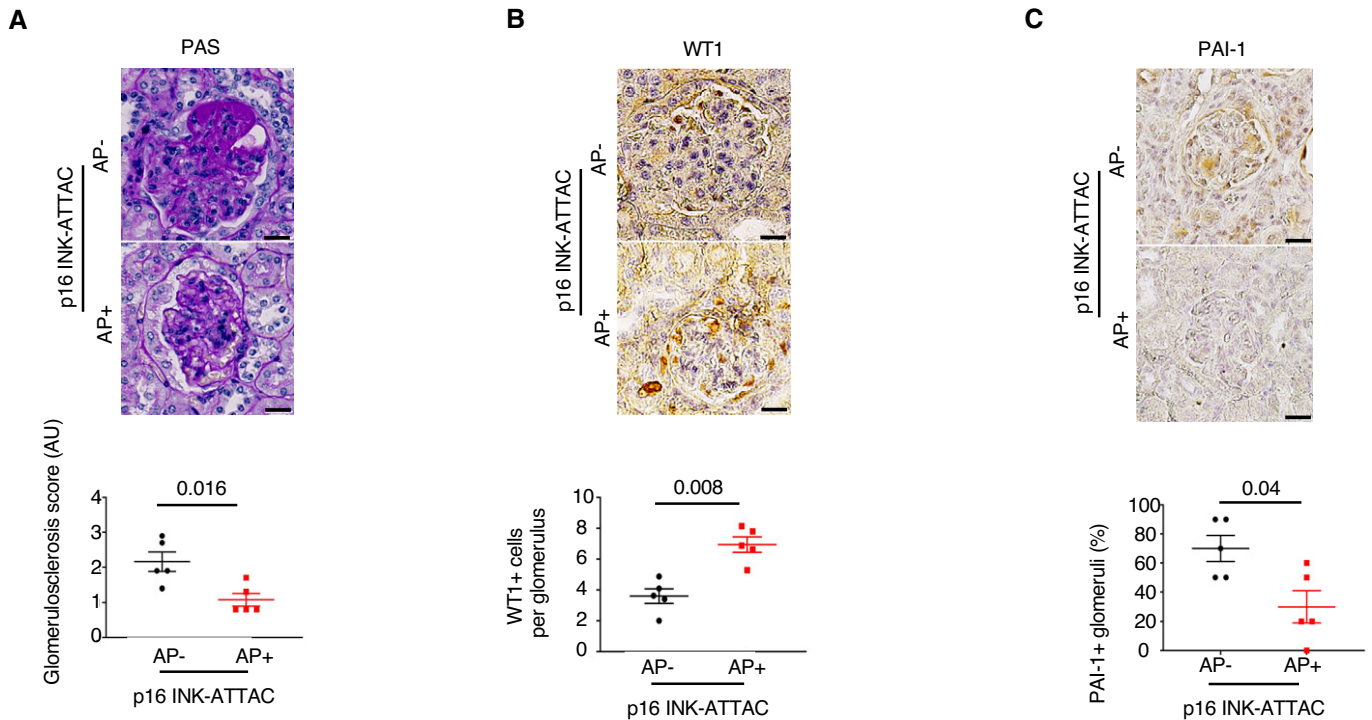 A
PAS
AP-
AP+
p16 INK-ATTAC
Glomerulosclerosis score (AU)
4
3
2
1
0
0.016
AP-
AP+
p16 INK-ATTAC
B
WT1
AP-
AP+
p16 INK-ATTAC
WT1+ cells
per glomerulus
10
8
6
4
2
0
0.008
AP-
AP+
p16 INK-ATTAC
C
PAI-1
AP-
AP+
p16 INK-ATTAC
PAI-1+ glomeruli (%)
100
80
60
40
20
0
0.04
AP-
AP+
p16 INK-ATTAC